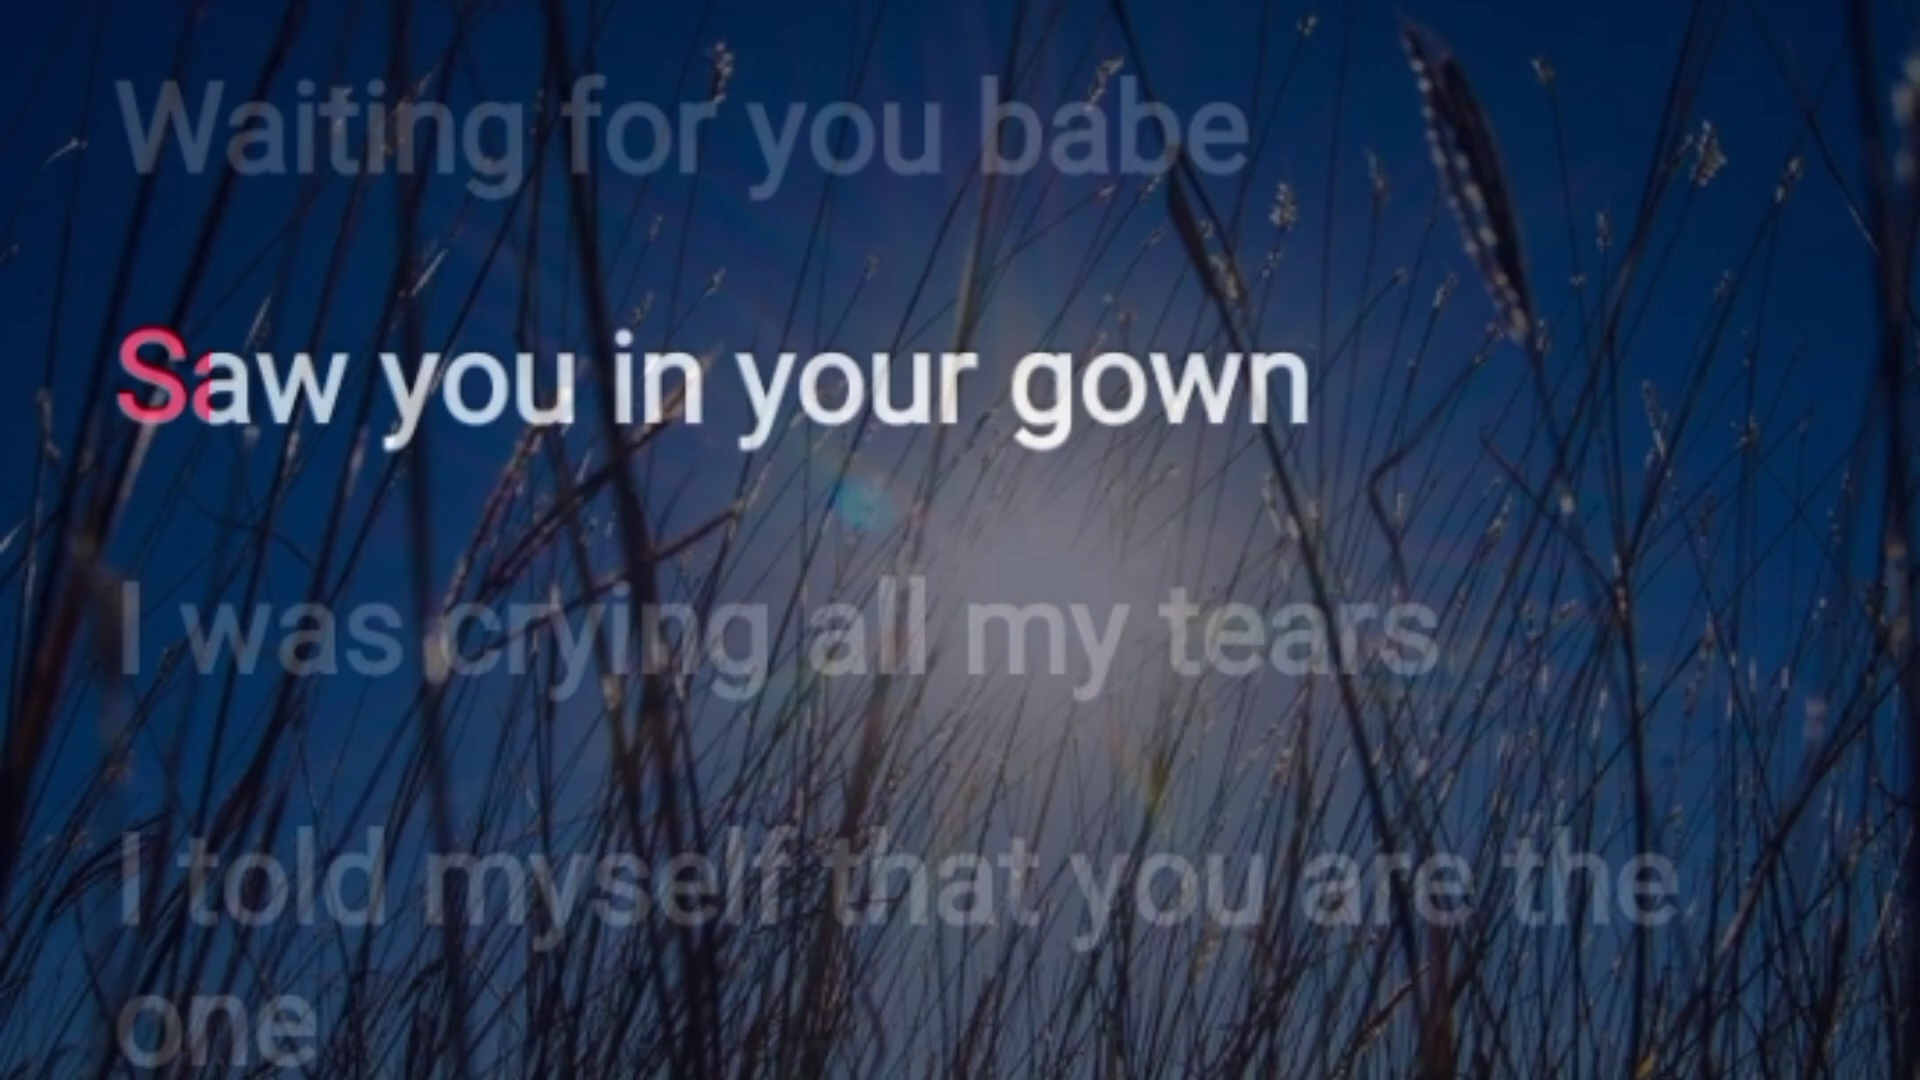 Waiting for you babe
Saw you in your gown
I was crying all my tears
I told myself that you are the
one